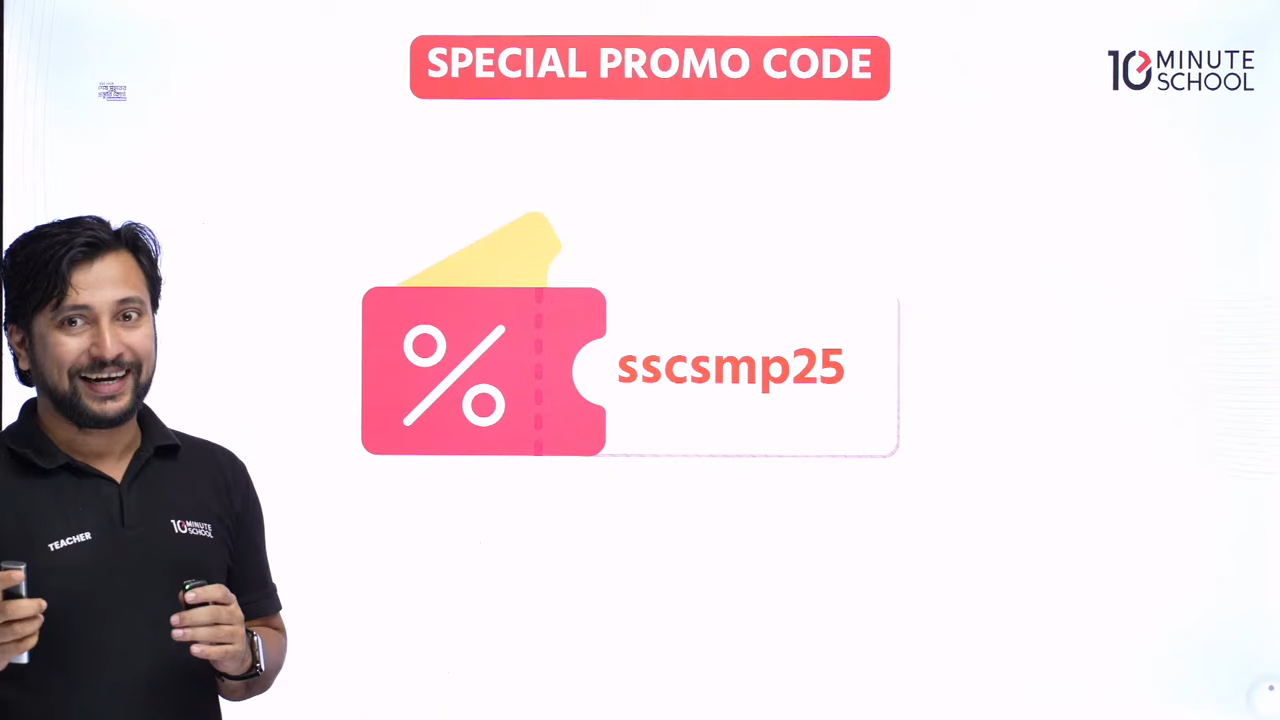 SPECIAL PROMO CODE
10 MINUTE
SCHOOL
sscsmp25
TEACHER
10 MINUTE
SCHOOL